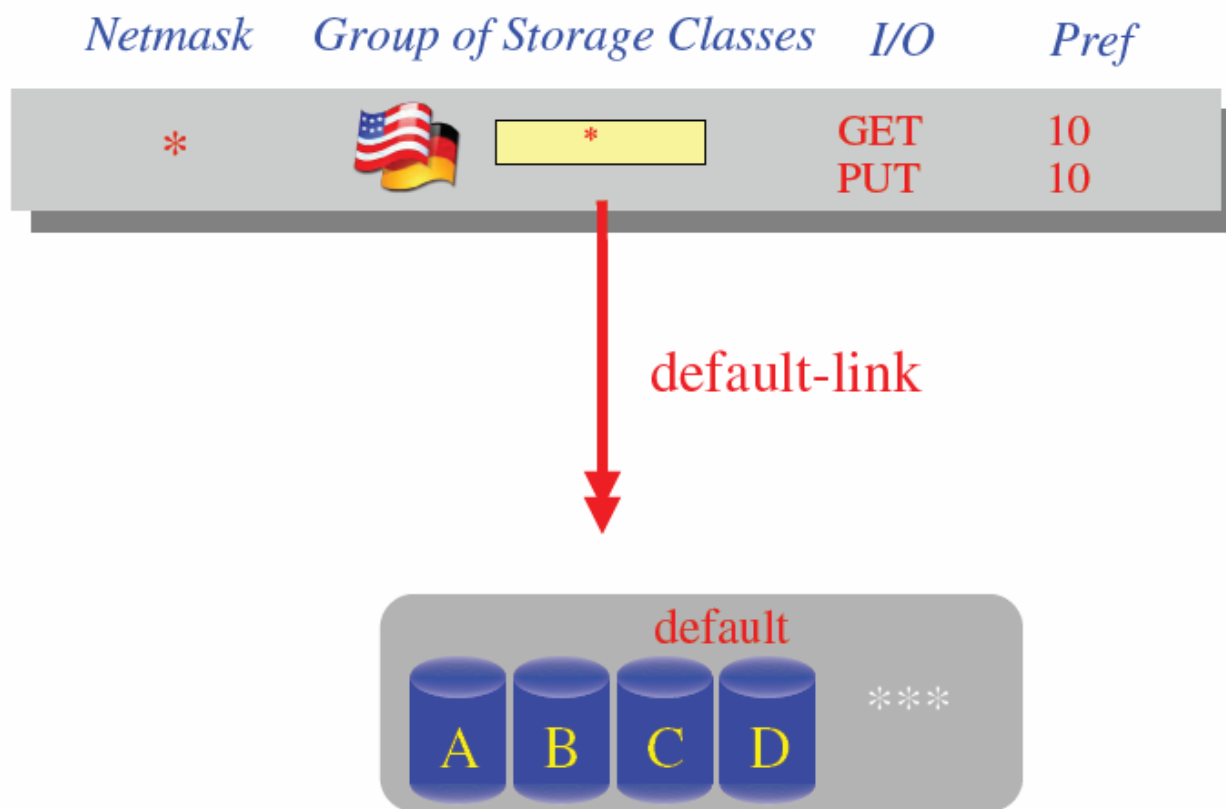 Netmask Group of Storage Classes I/O Pref
* * GET 10
PUT 10
default-link
default
A B C D ***